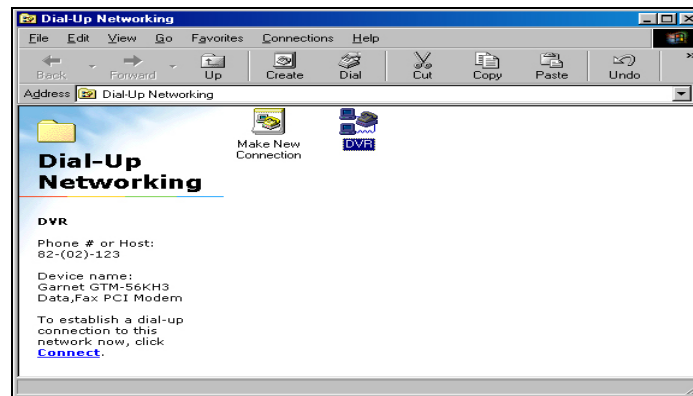 Dial-Up Networking
File Edit View Go Favorites Connections Help
Back Forward Up Create Dial Cut Copy Paste Undo »
Address Dial-Up Networking
Make New
Connection
DVR
Dial-Up
Networking
DVR
Phone # or Host:
82-(02)-123
Device name:
Garnet GTM-56KH3
Data,Fax PCI Modem
To establish a dial-up
connection to this
network now, click
Connect.